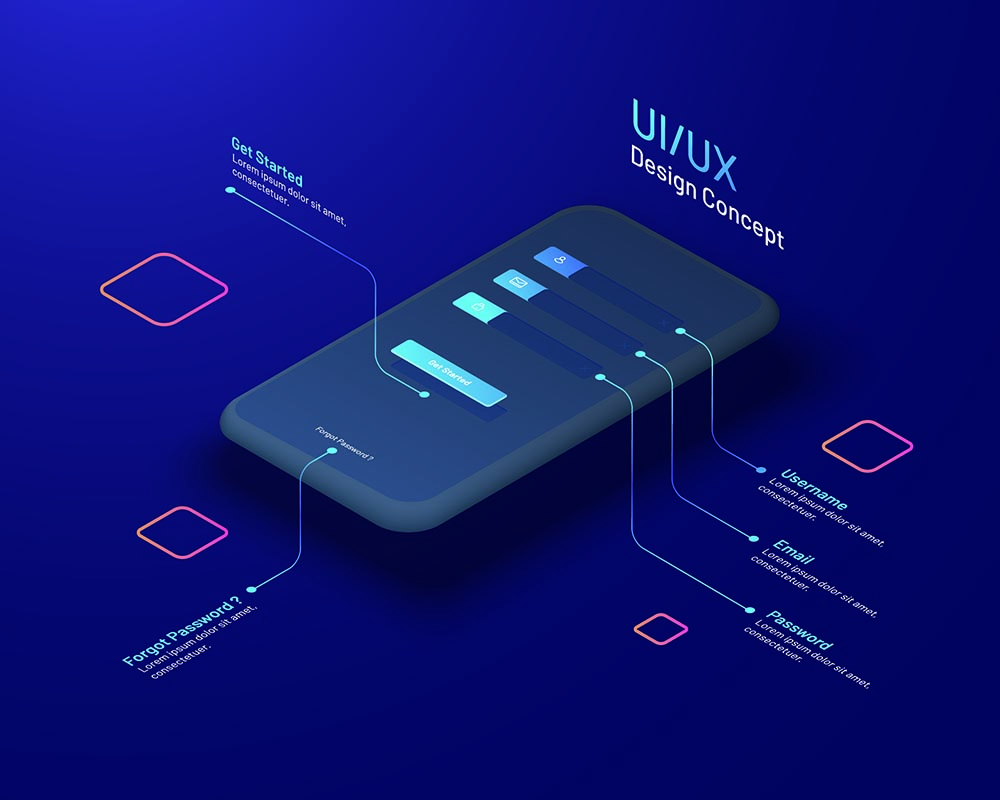 UI/UX
Design Concept
Get Started
Lorem ipsum dolor sit amet,
consectetuer.
Get Started
Forgot Password ?
Username
Lorem ipsum dolor sit amet,
consectetuer.
Email
Lorem ipsum dolor sit amet,
consectetuer.
Password
Lorem ipsum dolor sit amet,
consectetuer.
Forgot Password ?
Lorem ipsum dolor sit amet,
consectetuer.